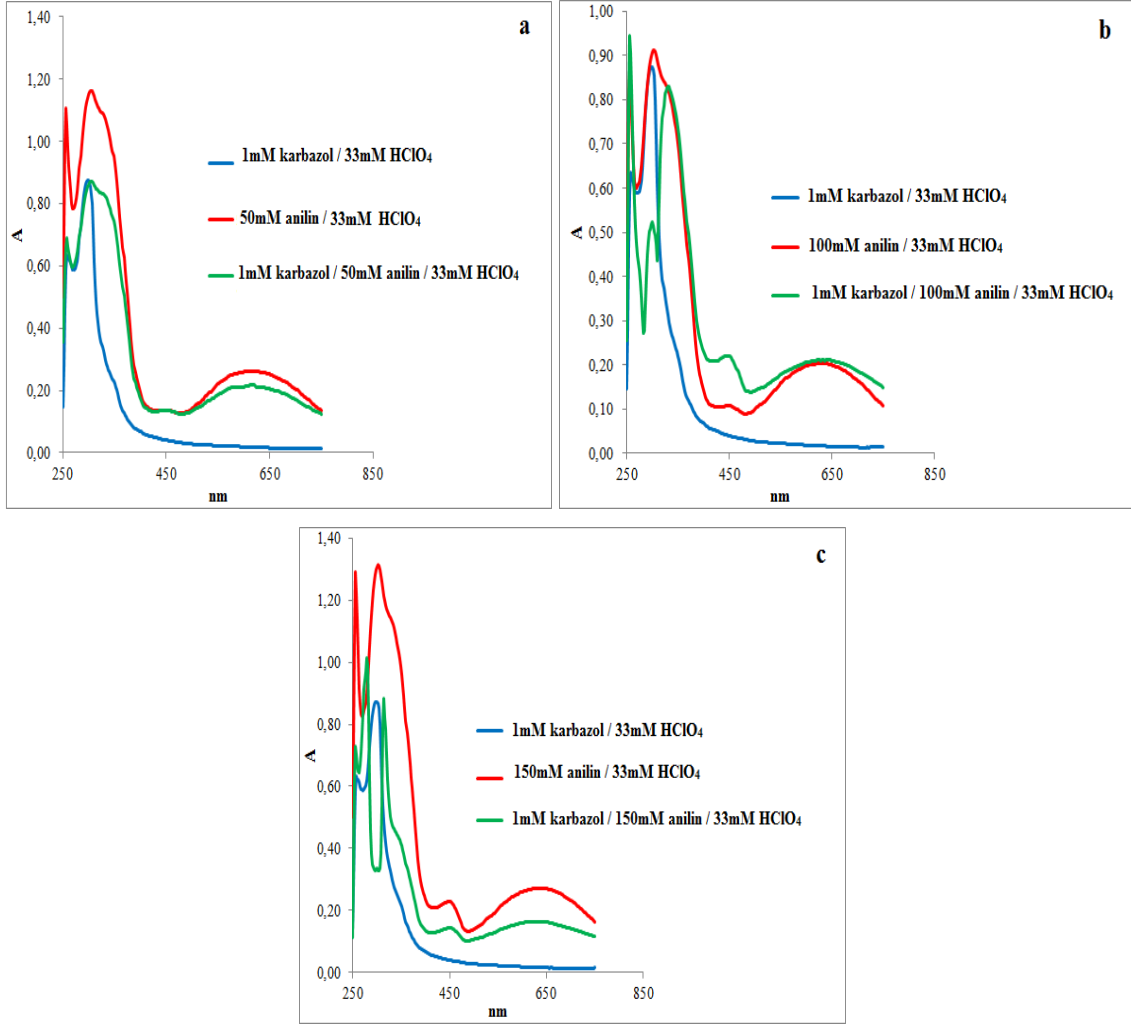 a
1,40
1,20
1,00
0,80
0,60
0,40
0,20
0,00
A
250
450
650
850
nm
1mM karbazol / 33mM HClO₄
50mM anilin / 33mM HClO₄
1mM karbazol / 50mM anilin / 33mM HClO₄
b
1,00
0,90
0,80
0,70
0,60
0,50
0,40
0,30
0,20
0,10
0,00
A
250
450
650
850
nm
1mM karbazol / 33mM HClO₄
100mM anilin / 33mM HClO₄
1mM karbazol / 100mM anilin / 33mM HClO₄
c
1,40
1,20
1,00
0,80
0,60
0,40
0,20
0,00
A
250
450
650
850
nm
1mM karbazol / 33mM HClO₄
150mM anilin / 33mM HClO₄
1mM karbazol / 150mM anilin / 33mM HClO₄